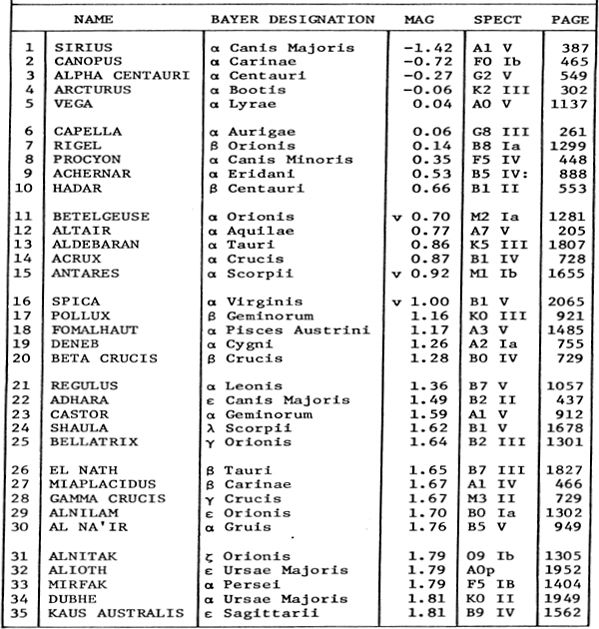 NAME BAYER DESIGNATION MAG SPECT PAGE
1 SIRIUS α Canis Majoris -1.42 A1 V 387
2 CANOPUS α Carinae -0.72 F0 Ib 465
3 ALPHA CENTAURI α Centauri -0.27 G2 V 549
4 ARCTURUS α Bootis -0.06 K2 III 302
5 VEGA α Lyrae 0.04 A0 V 1137
6 CAPELLA α Aurigae 0.06 G8 III 261
7 RIGEL β Orionis 0.14 B8 Ia 1299
8 PROCYON α Canis Minoris 0.35 F5 IV 448
9 ACHERNAR α Eridani 0.53 B5 IV: 888
10 HADAR β Centauri 0.66 B1 II 553
11 BETELGEUSE α Orionis v 0.70 M2 Ia 1281
12 ALTAIR α Aquilae 0.77 A7 V 205
13 ALDEBARAN α Tauri 0.86 K5 III 1807
14 ACRUX α Crucis 0.87 B1 IV 728
15 ANTARES α Scorpii v 0.92 M1 Ib 1655
16 SPICA α Virginis v 1.00 B1 V 2065
17 POLLUX β Geminorum 1.16 K0 III 921
18 FOMALHAUT α Pisces Austrini 1.17 A3 V 1485
19 DENEB α Cygni 1.26 A2 Ia 755
20 BETA CRUCIS β Crucis 1.28 B0 IV 729
21 REGULUS α Leonis 1.36 B7 V 1057
22 ADHARA ε Canis Majoris 1.49 B2 II 437
23 CASTOR α Geminorum 1.59 A1 V 912
24 SHAULA λ Scorpii 1.62 B1 V 1678
25 BELLATRIX γ Orionis 1.64 B2 III 1301
26 EL NATH β Tauri 1.65 B7 III 1827
27 MIAPLACIDUS β Carinae 1.67 A1 IV 466
28 GAMMA CRUCIS γ Crucis 1.67 M3 II 729
29 ALNILAM ε Orionis 1.70 B0 Ia 1302
30 AL NA'IR α Gruis 1.76 B5 V 949
31 ALNITAK ζ Orionis 1.79 O9 Ib 1305
32 ALIOTH ε Ursae Majoris 1.79 A0p 1952
33 MIRFAK α Persei 1.79 F5 IB 1404
34 DUBHE α Ursae Majoris 1.81 K0 II 1949
35 KAUS AUSTRALIS ε Sagittarii 1.81 B9 IV 1562